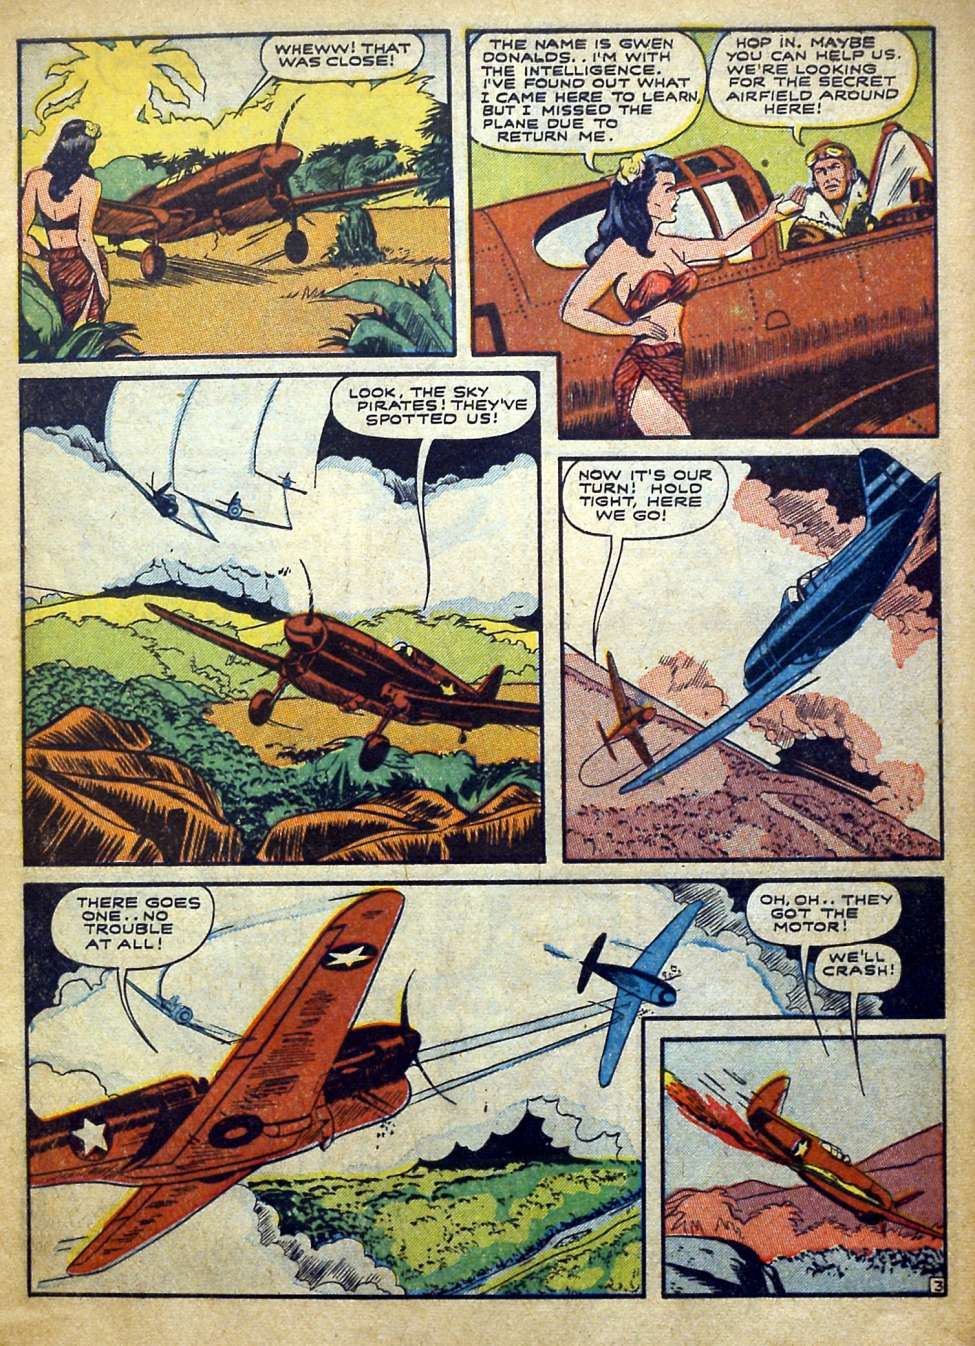 WHEWW! THAT
WAS CLOSE!
THE NAME IS GWEN
DONALDS.. I'M WITH
THE INTELLIGENCE.
I'VE FOUND OUT WHAT
I CAME HERE TO LEARN,
BUT I MISSED THE
PLANE DUE TO
RETURN ME.
HOP IN. MAYBE
YOU CAN HELP US.
WE'RE LOOKING
FOR THE SECRET
AIRFIELD AROUND
HERE!
LOOK, THE SKY
PIRATES! THEY'VE
SPOTTED US!
NOW IT'S OUR
TURN! HOLD
TIGHT, HERE
WE GO!
THERE GOES
ONE.. NO
TROUBLE
AT ALL!
OH, OH.. THEY
GOT THE
MOTOR!
WE'LL
CRASH!
3